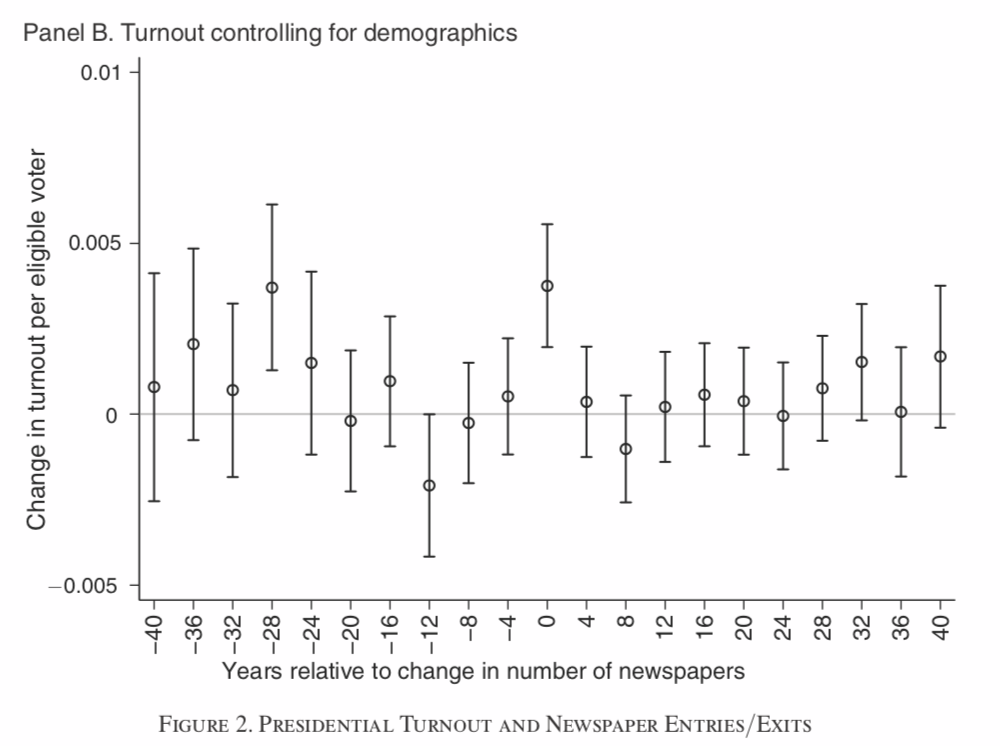 Panel B. Turnout controlling for demographics
Change in turnout per eligible voter
0.01
0.005
0
−0.005
−40 −36 −32 −28 −24 −20 −16 −12 −8 −4 0 4 8 12 16 20 24 28 32 36 40
Years relative to change in number of newspapers
Figure 2. Presidential Turnout and Newspaper Entries/Exits